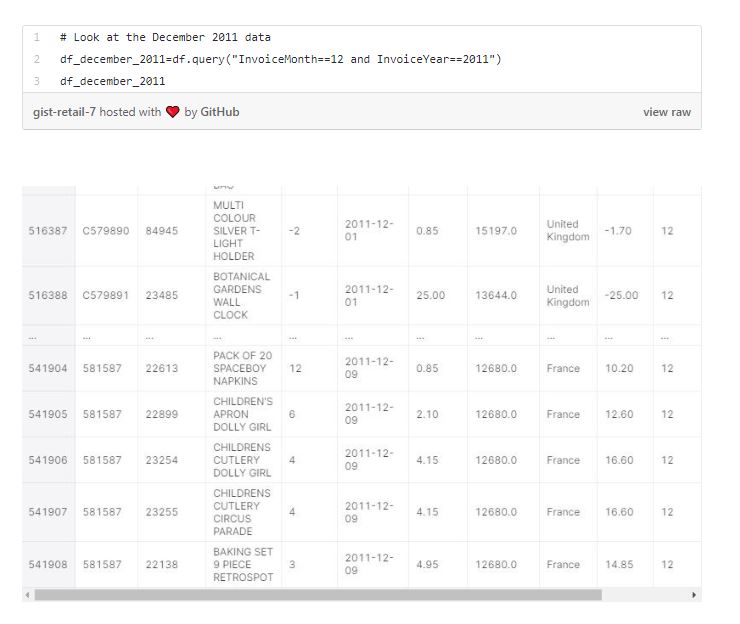 1 # Look at the December 2011 data
2 df_december_2011=df.query("InvoiceMonth==12 and InvoiceYear==2011")
3 df_december_2011
gist-retail-7 hosted with ❤ by GitHub view raw
MULTI
COLOUR
516387 C579890 84945 SILVER T- -2 2011-12- 0.85 15197.0 United -1.70 12
LIGHT 01 Kingdom
HOLDER
BOTANICAL
GARDENS
516388 C579891 23485 WALL -1 2011-12- 25.00 13644.0 United -25.00 12
CLOCK 01 Kingdom
... ... ... ... ... ... ... ... ... ... ...
PACK OF 20
541904 581587 22613 SPACEBOY 12 2011-12- 0.85 12680.0 France 10.20 12
NAPKINS 09
CHILDREN'S
541905 581587 22899 APRON 6 2011-12- 2.10 12680.0 France 12.60 12
DOLLY GIRL 09
CHILDRENS
541906 581587 23254 CUTLERY 4 2011-12- 4.15 12680.0 France 16.60 12
DOLLY GIRL 09
CHILDRENS
CUTLERY
541907 581587 23255 CIRCUS 4 2011-12- 4.15 12680.0 France 16.60 12
PARADE 09
BAKING SET
541908 581587 22138 9 PIECE 3 2011-12- 4.95 12680.0 France 14.85 12
RETROSPOT 09